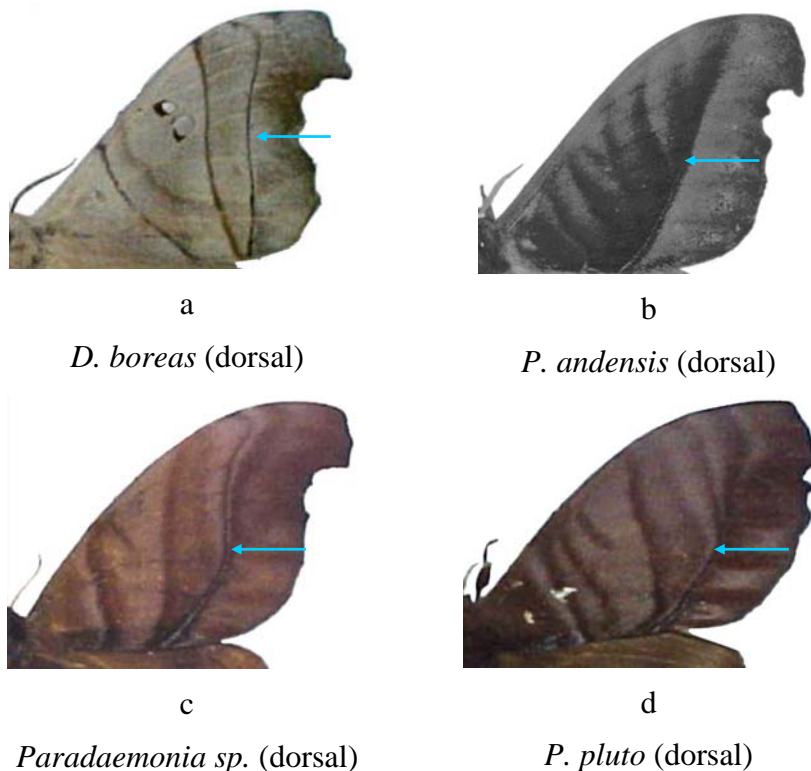 a
D. boreas (dorsal)
b
P. andensis (dorsal)
c
Paradaemonia sp. (dorsal)
d
P. pluto (dorsal)